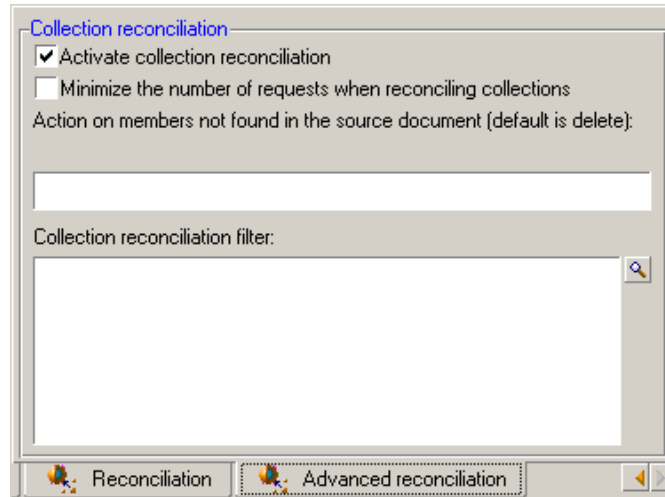 Collection reconciliation
Activate collection reconciliation
Minimize the number of requests when reconciling collections
Action on members not found in the source document (default is delete):
Collection reconciliation filter:
Reconciliation
Advanced reconciliation